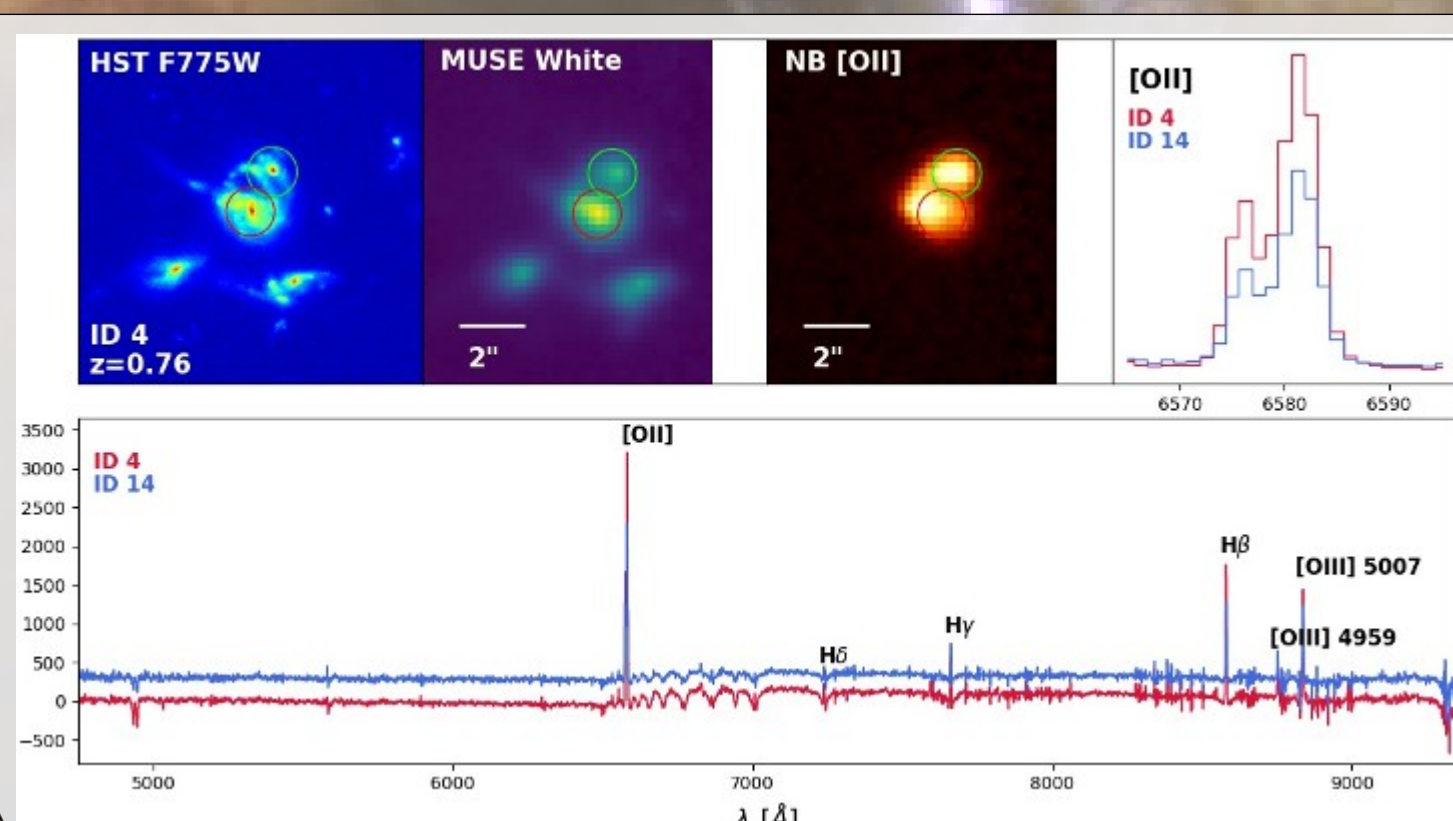 HST F775W
MUSE White
NB [OII]
[OII]
ID 4
ID 14
ID 4
z=0.76
2"
2"
6570 6580 6590
3500
3000
2500
2000
1500
1000
500
0
−500
ID 4
ID 14
[OII]
Hδ
Hγ
Hβ
[OIII] 5007
[OIII] 4959
5000 6000 7000 8000 9000
λ [Å]